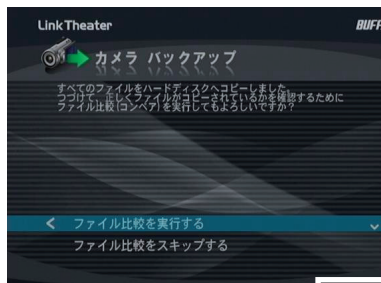 LinkTheater
BUFF
カメラ バックアップ
すべてのファイルをハードディスクへコピーしました。
つづけて、正しくファイルがコピーされているかを確認するために
ファイル比較(コンペア)を実行してもよろしいですか?
ファイル比較を実行する
ファイル比較をスキップする